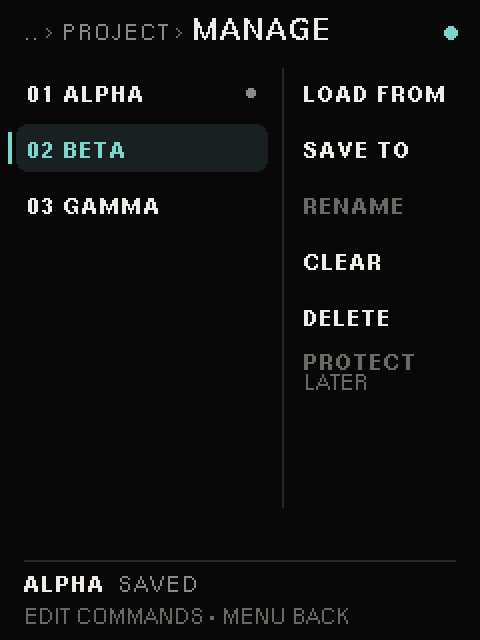 ..› PROJECT › MANAGE
01 ALPHA
02 BETA
03 GAMMA
LOAD FROM
SAVE TO
RENAME
CLEAR
DELETE
PROTECT
LATER
ALPHA SAVED
EDIT COMMANDS • MENU BACK